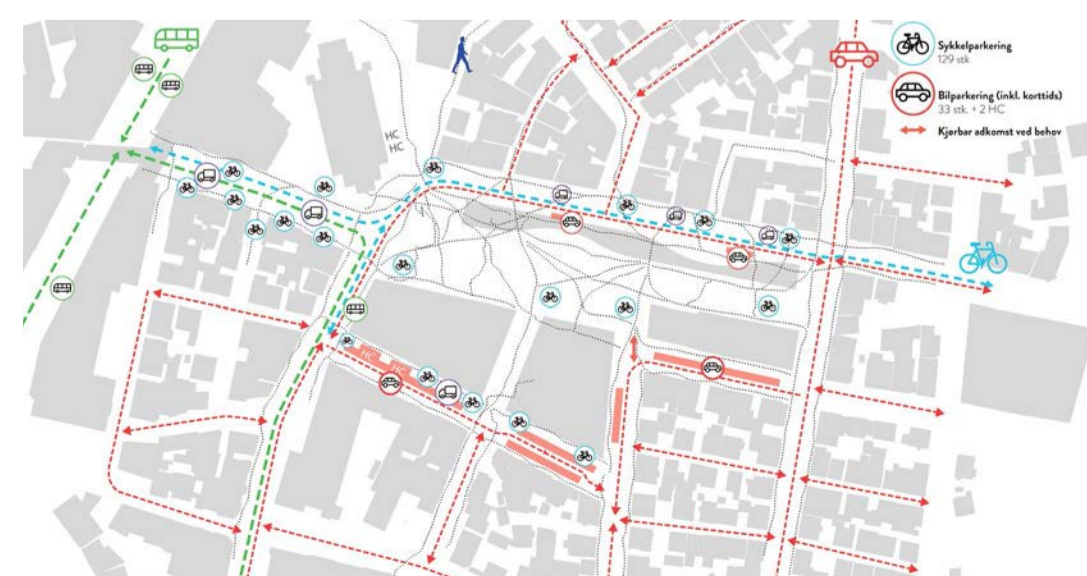 Sykkelparkering
129 stk
Bilparkering (inkl. korttids)
33 stk. + 2 HC
Kjørbar adkomst ved behov
HC
HC
HC
HC